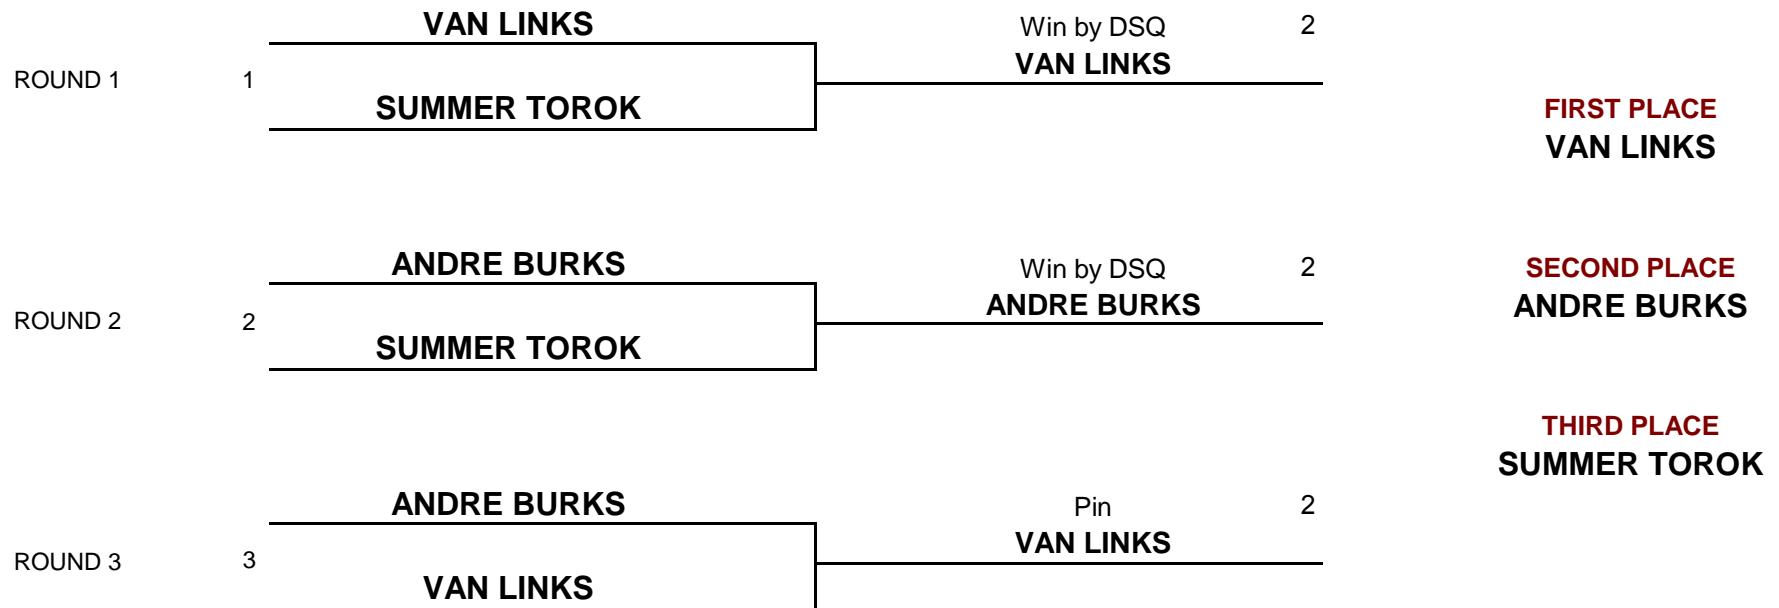 VAN LINKS
Win by DSQ 2
VAN LINKS
ROUND 1 1
SUMMER TOROK
FIRST PLACE
VAN LINKS
ANDRE BURKS
Win by DSQ 2
ANDRE BURKS
SECOND PLACE
ANDRE BURKS
ROUND 2 2
SUMMER TOROK
THIRD PLACE
SUMMER TOROK
ANDRE BURKS
Pin 2
VAN LINKS
ROUND 3 3
VAN LINKS